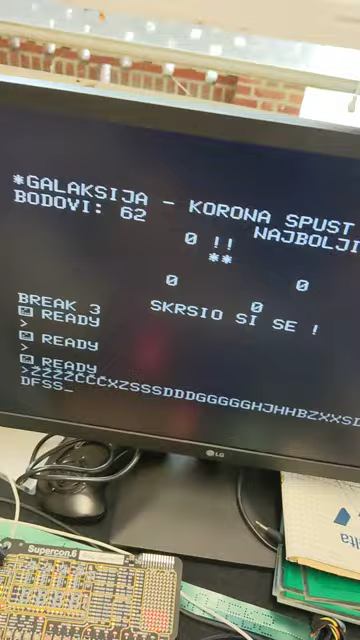 *GALAKSIJA - KORONA SPUST
BODOVI: 62 NAJBOLJI
0 !!
**
0 0
0
BREAK 3 SKRSIO SI SE !
READY
>
READY
>
READY
>ZZZZCCCXZSSSDDDGGGGGHJHHBZXXSD
DFSS_
LG
Supercon.6